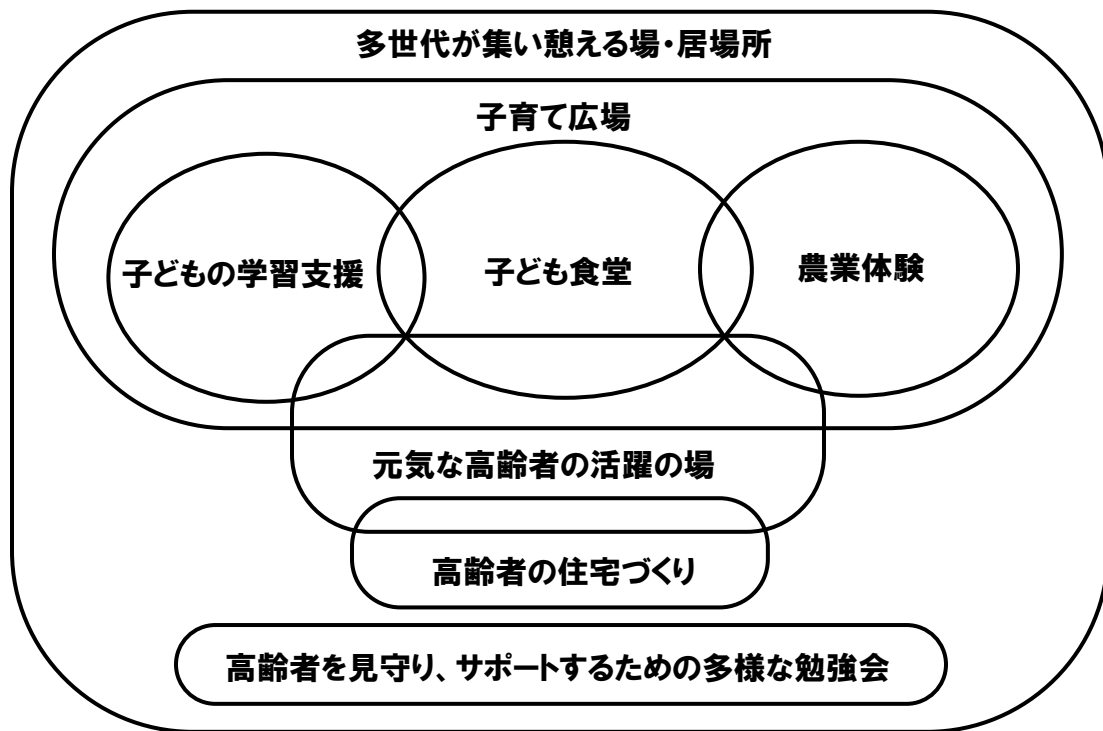 多世代が集い憩える場・居場所
子育て広場
子どもの学習支援
子ども食堂
農業体験
元気な高齢者の活躍の場
高齢者の住宅づくり
高齢者を見守り、サポートするための多様な勉強会